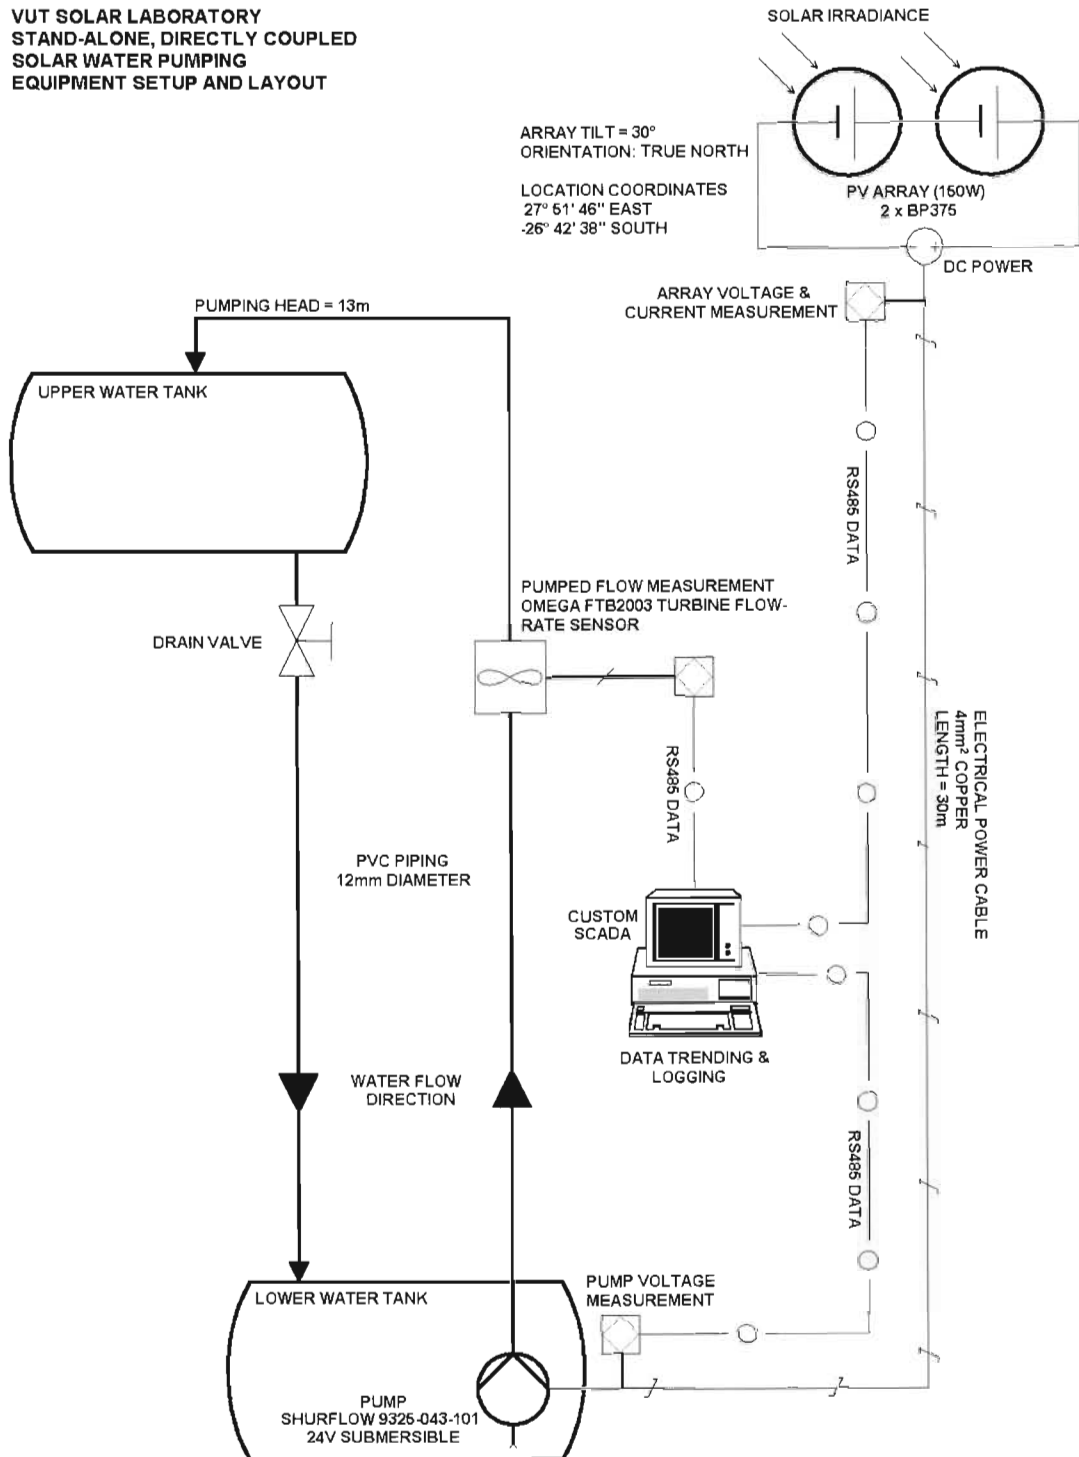 VUT SOLAR LABORATORY
STAND-ALONE, DIRECTLY COUPLED
SOLAR WATER PUMPING
EQUIPMENT SETUP AND LAYOUT
SOLAR IRRADIANCE
ARRAY TILT = 30°
ORIENTATION: TRUE NORTH
LOCATION COORDINATES
27° 51' 46" EAST
-26° 42' 38" SOUTH
PV ARRAY (150W)
2 x BP375
DC POWER
ARRAY VOLTAGE &
CURRENT MEASUREMENT
PUMPING HEAD = 13m
UPPER WATER TANK
RS485 DATA
PUMPED FLOW MEASUREMENT
OMEGA FTB2003 TURBINE FLOW-
RATE SENSOR
DRAIN VALVE
RS485 DATA
ELECTRICAL POWER CABLE
4mm² COPPER
LENGTH = 30m
PVC PIPING
12mm DIAMETER
CUSTOM
SCADA
DATA TRENDING &
LOGGING
WATER FLOW
DIRECTION
RS485 DATA
LOWER WATER TANK
PUMP VOLTAGE
MEASUREMENT
PUMP
SHURFLOW 9325-043-101
24V SUBMERSIBLE